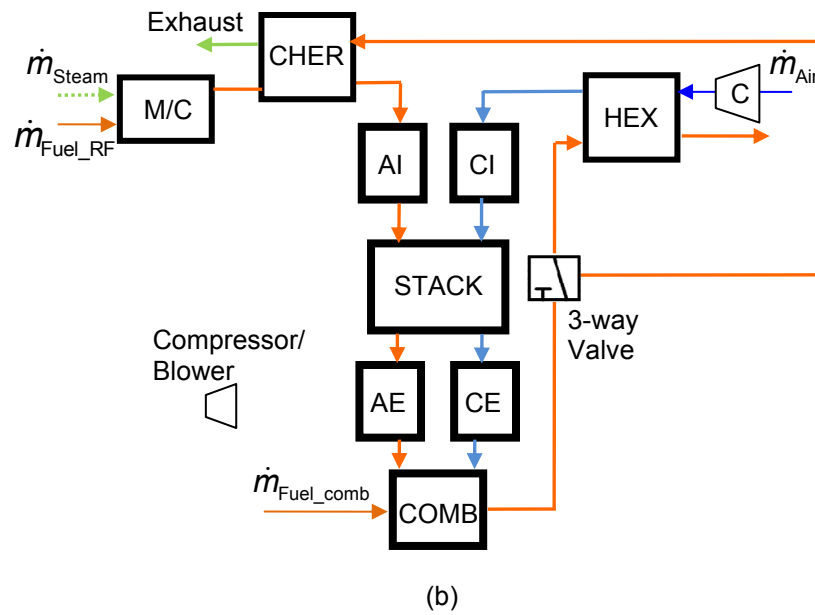 Exhaust
CHER
ṁSteam
M/C
ṁFuel_RF
ṁAir
C
HEX
AI
CI
STACK
3-way
Valve
Compressor/
Blower
AE
CE
ṁFuel_comb
COMB
(b)